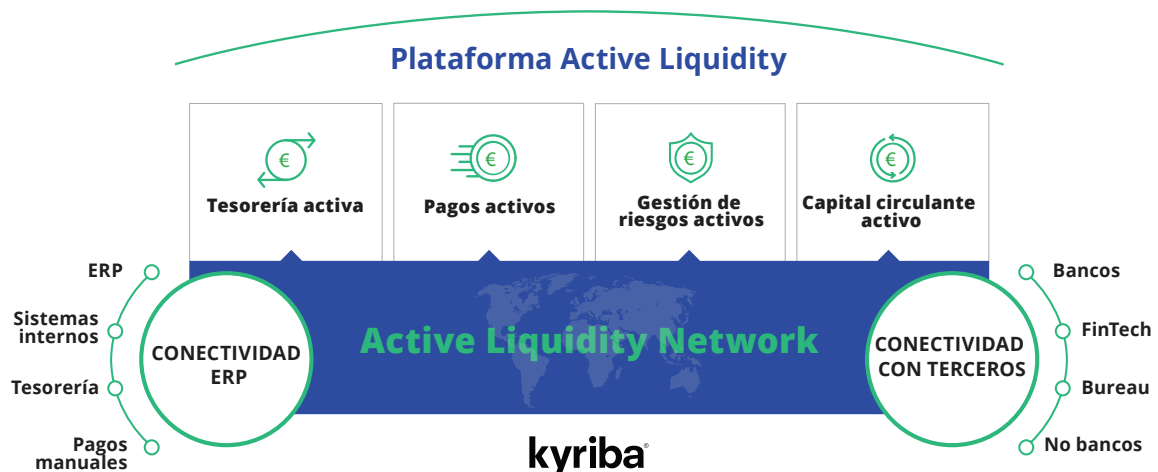 Plataforma Active Liquidity
€
€
€
€
Tesorería activa
Pagos activos
Gestión de
riesgos activos
Capital circulante
activo
ERP
Sistemas
internos
Tesorería
Pagos
manuales
CONECTIVIDAD
ERP
Active Liquidity Network
CONECTIVIDAD
CON TERCEROS
Bancos
FinTech
Bureau
No bancos
kyriba®